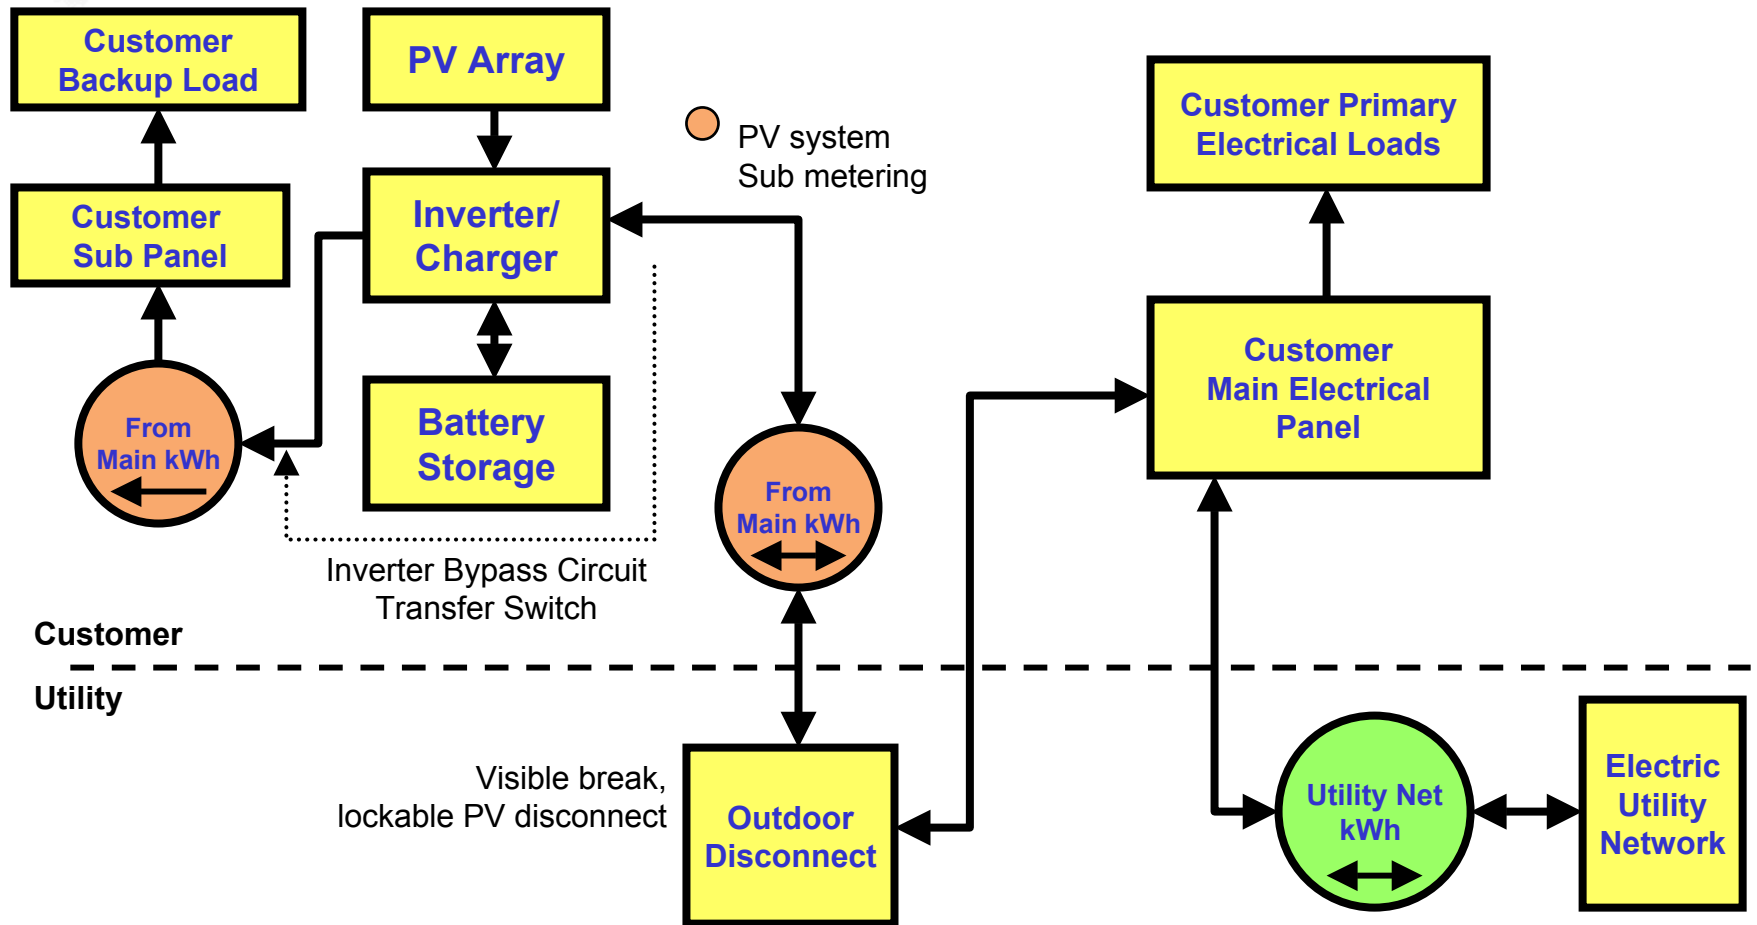 Customer
Backup Load
PV Array
PV system
Sub metering
Customer Primary
Electrical Loads
Customer
Sub Panel
Inverter/
Charger
Customer
Main Electrical
Panel
From
Main kWh
Battery
Storage
From
Main kWh
Inverter Bypass Circuit
Transfer Switch
Customer
Utility
Visible break,
lockable PV disconnect
Outdoor
Disconnect
Utility Net
kWh
Electric
Utility
Network